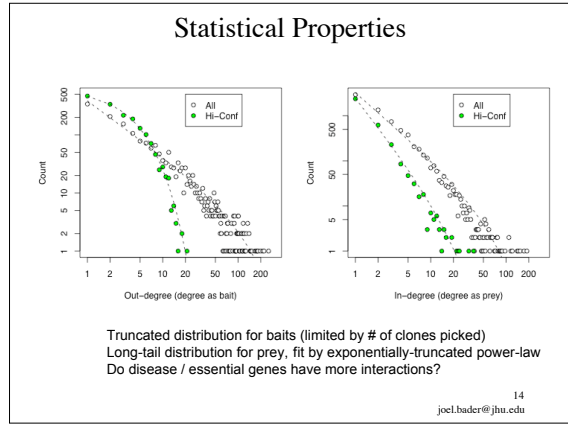 Statistical Properties
500
200
50
20
10
5
2
1
Count
All
Hi-Conf
1 2 5 10 20 50 100 200
Out-degree (degree as bait)
500
50
5
1
Count
All
Hi-Conf
1 2 5 10 20 50 100 200
In-degree (degree as prey)
Truncated distribution for baits (limited by # of clones picked)
Long-tail distribution for prey, fit by exponentially-truncated power-law
Do disease / essential genes have more interactions?
14
joel.bader@jhu.edu